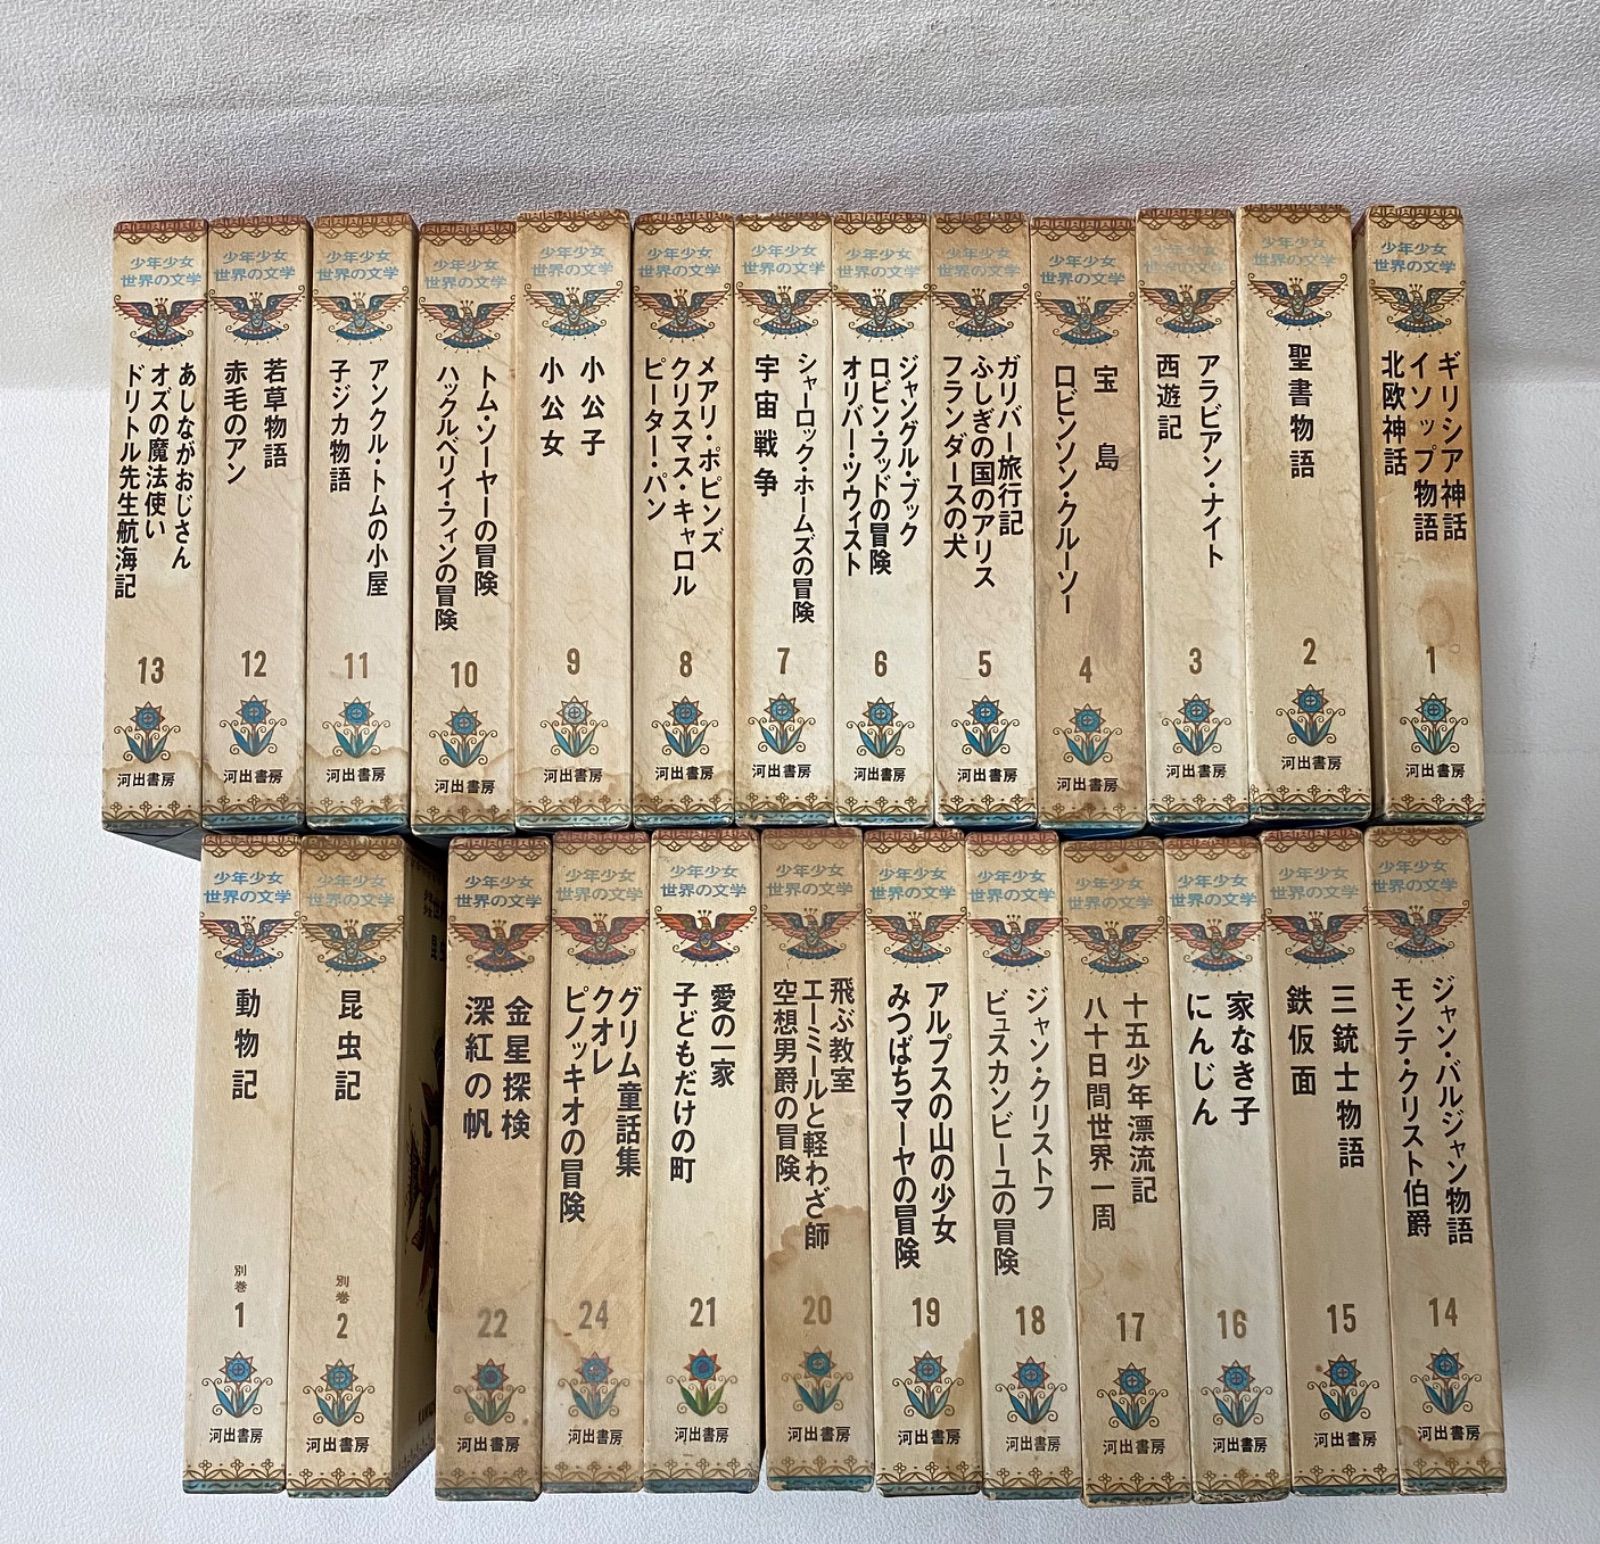 少年少女
世界の文学
ギリシア神話
イソップ物語
北欧神話
1
河出書房
少年少女
世界の文学
聖書物語
2
河出書房
少年少女
世界の文学
アラビアン・ナイト
西遊記
3
河出書房
少年少女
世界の文学
宝島
ロビンソン・クルーソー
4
河出書房
少年少女
世界の文学
ガリバー旅行記
ふしぎの国のアリス
フランダースの犬
5
河出書房
少年少女
世界の文学
ジャングル・ブック
ロビン・フッドの冒険
オリバー・ツウィスト
6
河出書房
少年少女
世界の文学
シャーロック・ホームズの冒険
宇宙戦争
7
河出書房
少年少女
世界の文学
メアリ・ポピンズ
クリスマス・キャロル
ピーター・パン
8
河出書房
少年少女
世界の文学
小公子
小公女
9
河出書房
少年少女
世界の文学
トム・ソーヤーの冒険
ハックルベリイ・フィンの冒険
10
河出書房
少年少女
世界の文学
アンクル・トムの小屋
子ジカ物語
11
河出書房
少年少女
世界の文学
若草物語
赤毛のアン
12
河出書房
少年少女
世界の文学
あしながおじさん
オズの魔法使い
ドリトル先生航海記
13
河出書房
少年少女
世界の文学
ジャン・バルジャン物語
モンテ・クリスト伯爵
14
河出書房
少年少女
世界の文学
三銃士物語
鉄仮面
15
河出書房
少年少女
世界の文学
家なき子
にんじん
16
河出書房
少年少女
世界の文学
十五少年漂流記
八十日間世界一周
17
河出書房
少年少女
世界の文学
ジャン・クリストフ
ビュスカンビーユの冒険
18
河出書房
少年少女
世界の文学
アルプスの山の少女
みつばちマーヤの冒険
19
河出書房
少年少女
世界の文学
飛ぶ教室
エーミールと軽わざ師
空想男爵の冒険
20
河出書房
少年少女
世界の文学
愛の一家
子どもだけの町
21
河出書房
少年少女
世界の文学
グリム童話集
クオレ
ピノッキオの冒険
24
河出書房
少年少女
世界の文学
金星探検
深紅の帆
22
河出書房
少年少女
世界の文学
昆虫記
別巻
2
河出書房
少年少女
世界の文学
動物記
別巻
1
河出書房